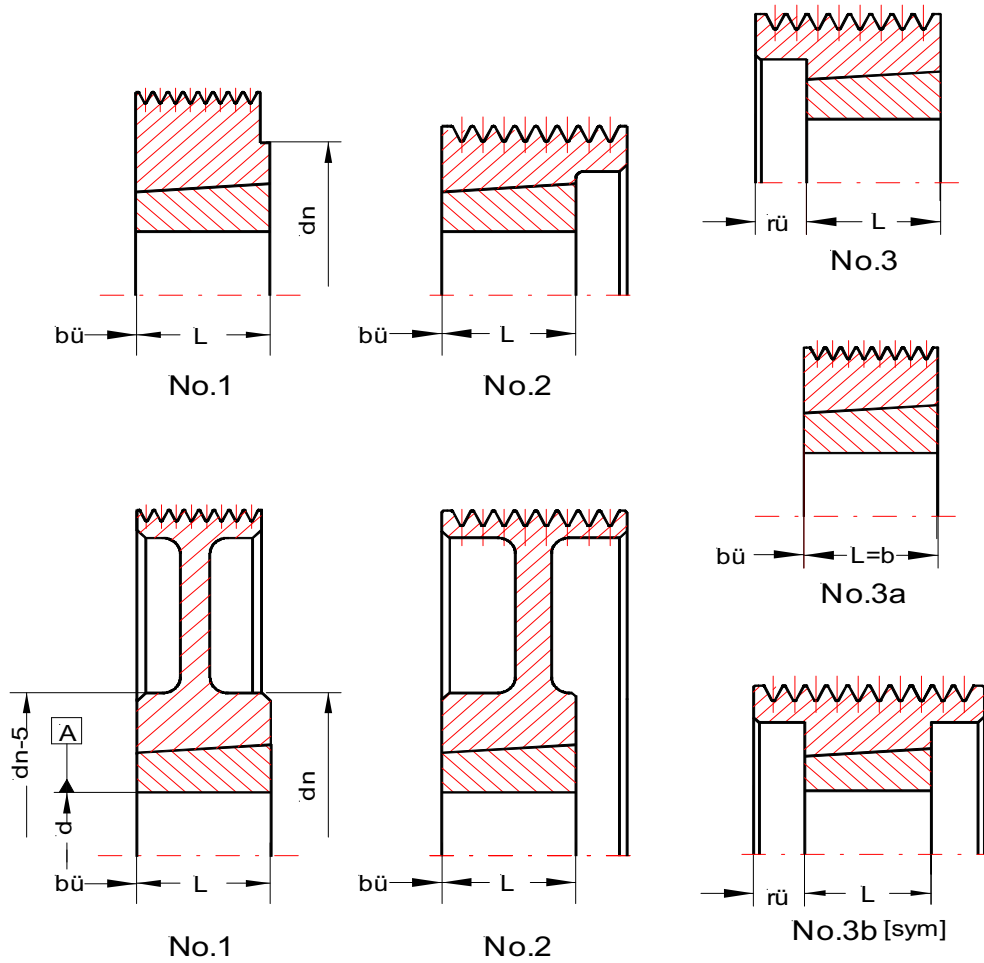 dn
bü
L
No.1
bü
L
No.2
rü
L
No.3
bü
L=b
No.3a
dn-5
A
d
dn
bü
L
No.1
bü
L
No.2
rü
L
No.3b [sym]